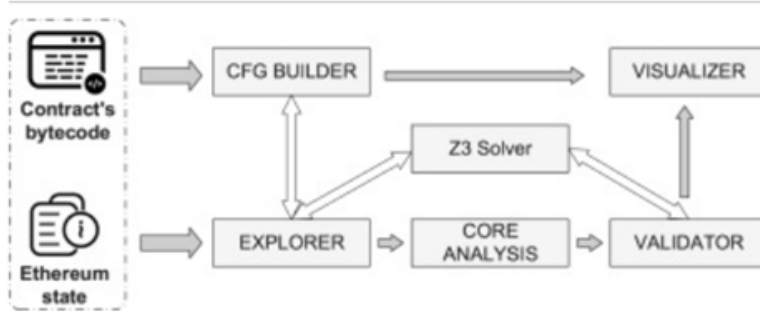 Contract's
bytecode
CFG BUILDER
VISUALIZER
Z3 Solver
Ethereum
state
EXPLORER
CORE
ANALYSIS
VALIDATOR